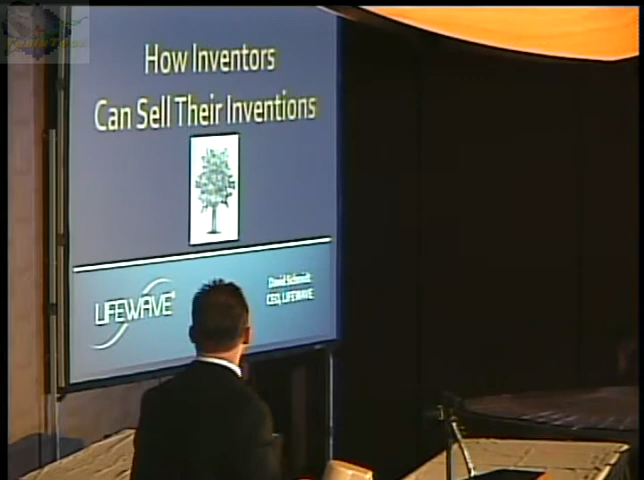 How Inventors
Can Sell Their Inventions
LIFEWAVE
David Schmidt
CEO, LIFEWAVE